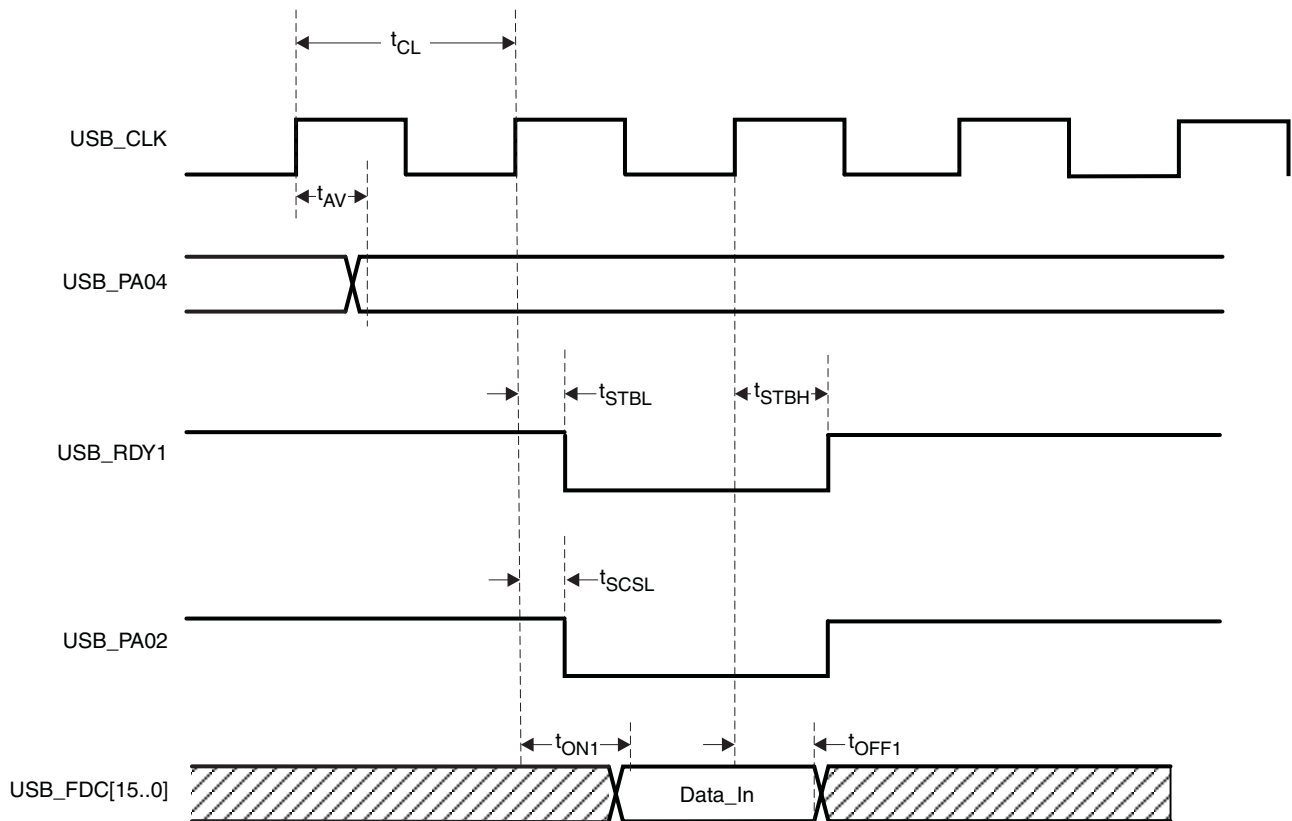 tCL
USB_CLK
tAV
USB_PA04
tSTBL
tSTBH
USB_RDY1
tSCSL
USB_PA02
tON1
tOFF1
USB_FDC[15..0]
Data_In